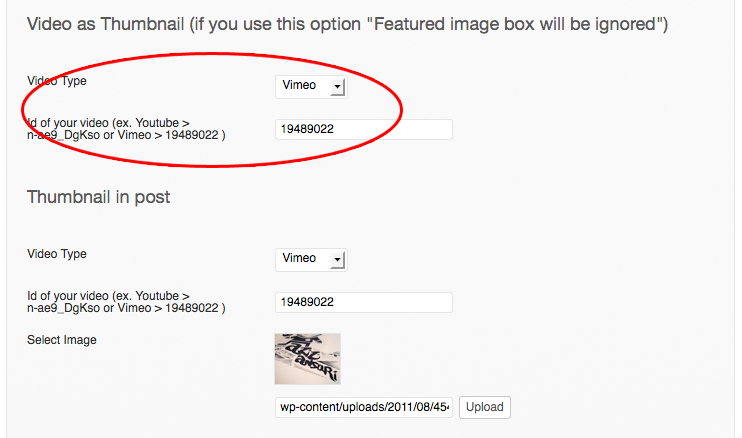 Video as Thumbnail (if you use this option "Featured image box will be ignored")
Video Type
Vimeo
Id of your video (ex. Youtube >
n-ae9_DgKso or Vimeo > 19489022 )
19489022
Thumbnail in post
Video Type
Vimeo
Id of your video (ex. Youtube >
n-ae9_DgKso or Vimeo > 19489022 )
19489022
Select Image
ANSARI
wp-content/uploads/2011/08/454
Upload